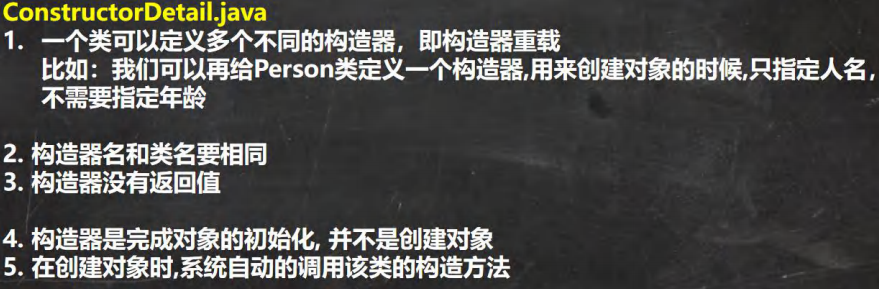 ConstructorDetail.java
1. 一个类可以定义多个不同的构造器，即构造器重载
比如：我们可以再给Person类定义一个构造器,用来创建对象的时候,只指定人名，
不需要指定年龄
2. 构造器名和类名要相同
3. 构造器没有返回值
4. 构造器是完成对象的初始化, 并不是创建对象
5. 在创建对象时,系统自动的调用该类的构造方法